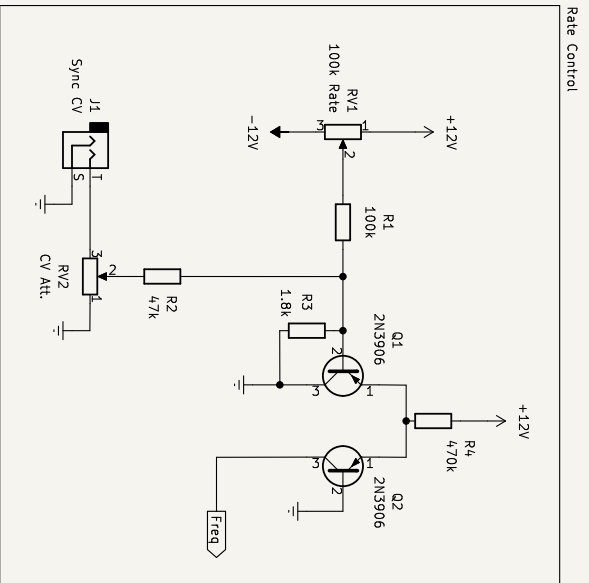 Rate Control
+12V
1
RV1
100k Rate
3
2
-12V
J1
Sync CV
S
T
R1
100k
3
2
1
RV2
CV Att.
R2
47k
R3
1.8k
Q1
2N3906
2
3
1
+12V
R4
470k
Q2
2N3906
1
3
2
Freq